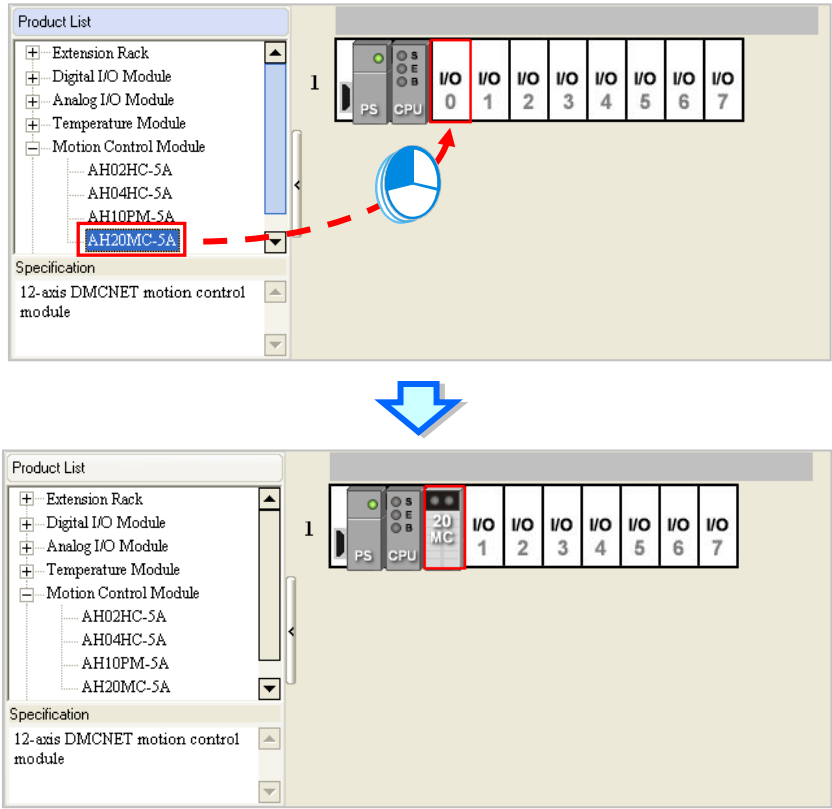 Product List
Extension Rack
Digital I/O Module
Analog I/O Module
Temperature Module
Motion Control Module
AH02HC-5A
AH04HC-5A
AH10PM-5A
AH20MC-5A
Specification
12-axis DMCNET motion control
module
1
PS
CPU
S
E
B
I/O
0
I/O
1
I/O
2
I/O
3
I/O
4
I/O
5
I/O
6
I/O
7
Product List
Extension Rack
Digital I/O Module
Analog I/O Module
Temperature Module
Motion Control Module
AH02HC-5A
AH04HC-5A
AH10PM-5A
AH20MC-5A
Specification
12-axis DMCNET motion control
module
1
PS
CPU
S
E
B
20
MC
I/O
1
I/O
2
I/O
3
I/O
4
I/O
5
I/O
6
I/O
7